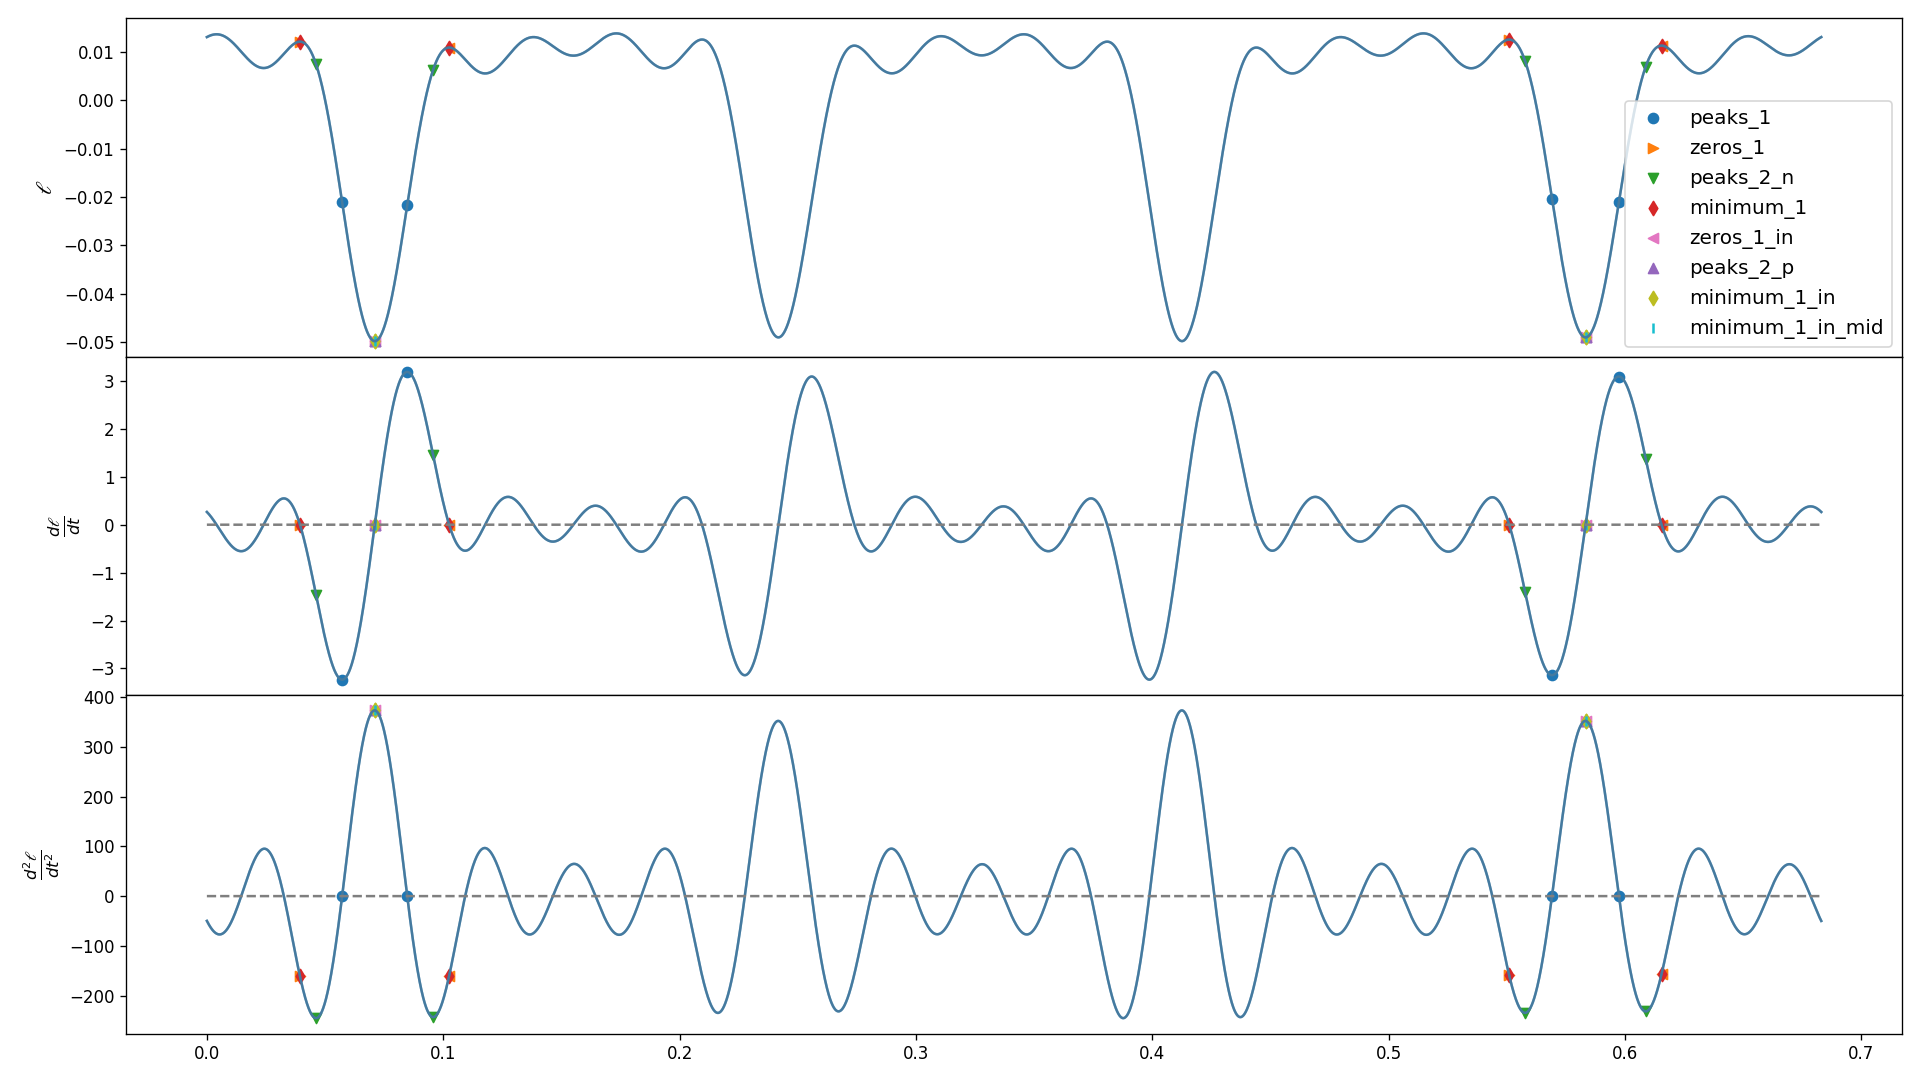 0.01
0.00
−0.01
−0.02
−0.03
−0.04
−0.05
ℓ
peaks_1
zeros_1
peaks_2_n
minimum_1
zeros_1_in
peaks_2_p
minimum_1_in
minimum_1_in_mid
3
2
1
0
−1
−2
−3
dℓ
dt
400
300
200
100
0
−100
−200
d²ℓ
dt²
0.0 0.1 0.2 0.3 0.4 0.5 0.6 0.7